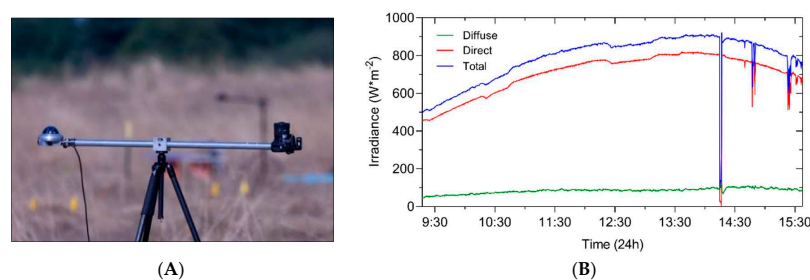 B
1000
800
600
400
200
0
Irradiance (W*m-2)
Diffuse
Direct
Total
9:30
10:30
11:30
12:30
13:30
14:30
15:30
Time (24h)
(A)
(B)